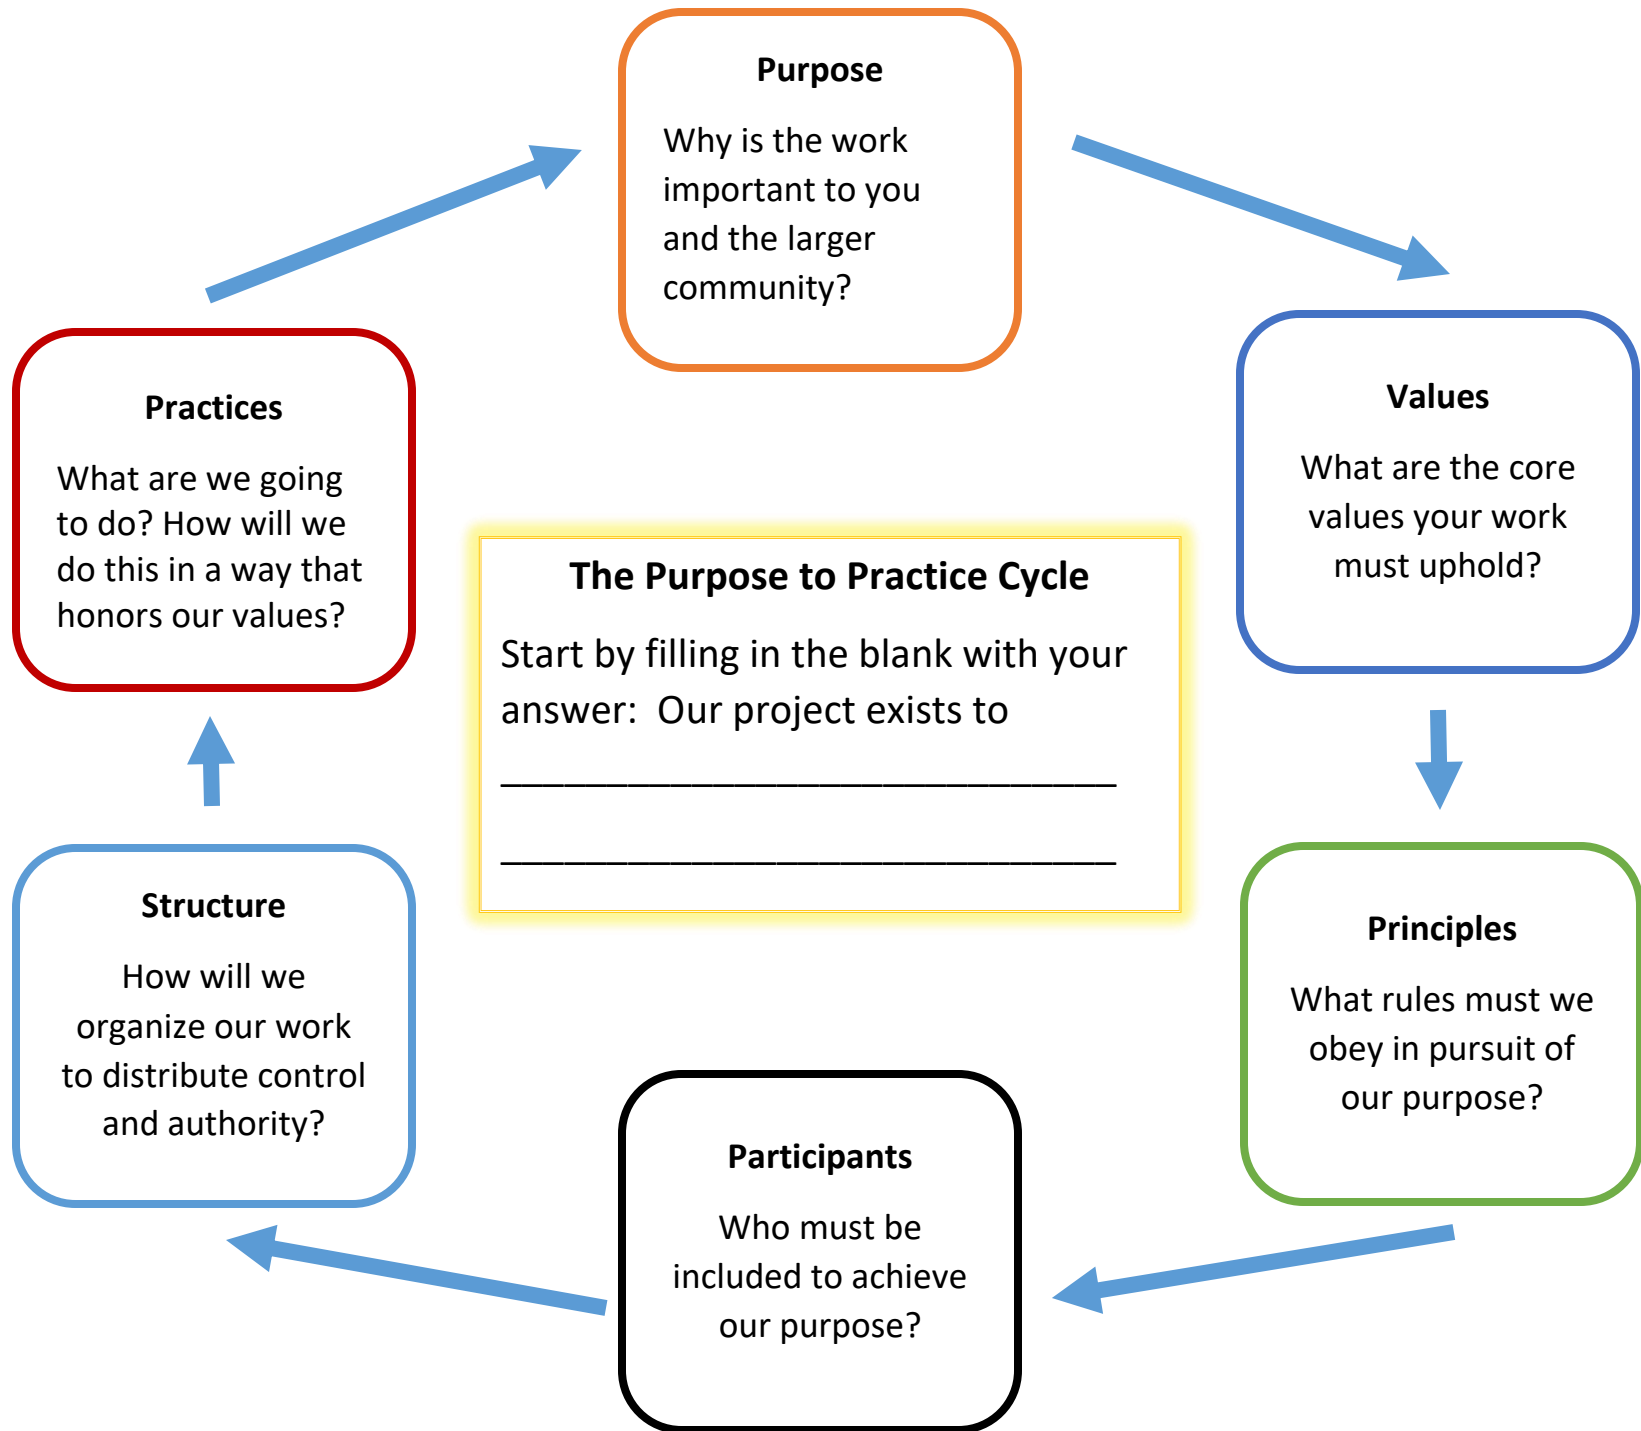 Purpose
Why is the work
important to you
and the larger
community?
Values
What are the core
values your work
must uphold?
Principles
What rules must we
obey in pursuit of
our purpose?
Participants
Who must be
included to achieve
our purpose?
Structure
How will we
organize our work
to distribute control
and authority?
Practices
What are we going
to do? How will we
do this in a way that
honors our values?
The Purpose to Practice Cycle
Start by filling in the blank with your
answer:  Our project exists to
_____________________________
_____________________________